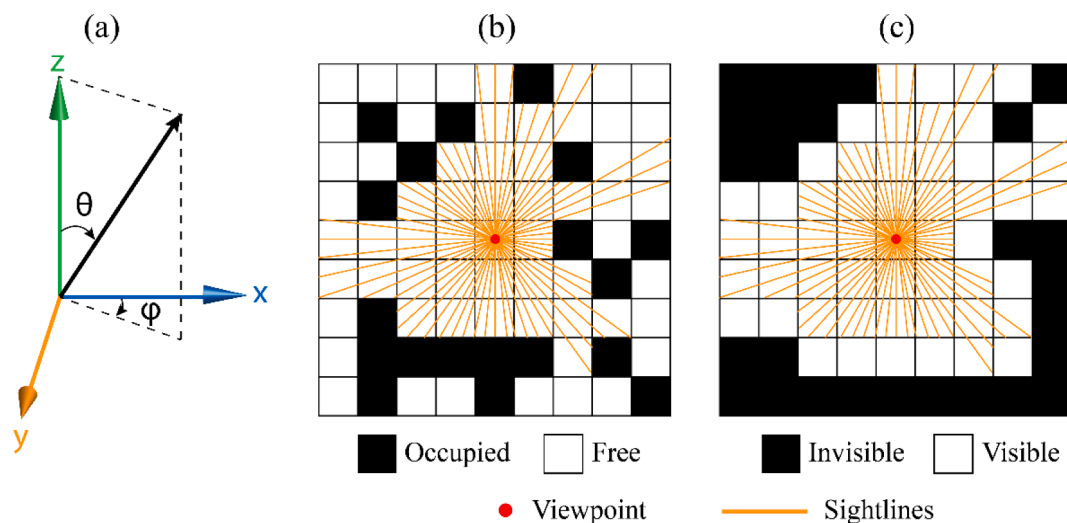 (a) (b) (c)
z
θ
x
φ
y
Occupied Free Invisible Visible
Viewpoint Sightlines